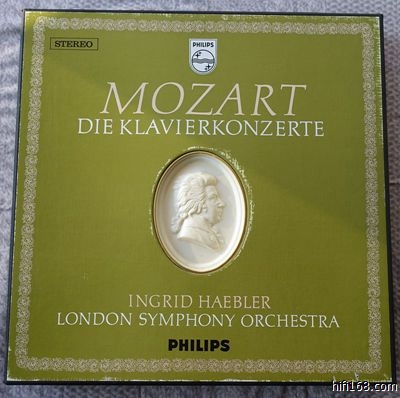 STEREO
PHILIPS
MOZART
DIE KLAVIERKONZERTE
INGRID HAEBLER
LONDON SYMPHONY ORCHESTRA
PHILIPS
hifi168.com